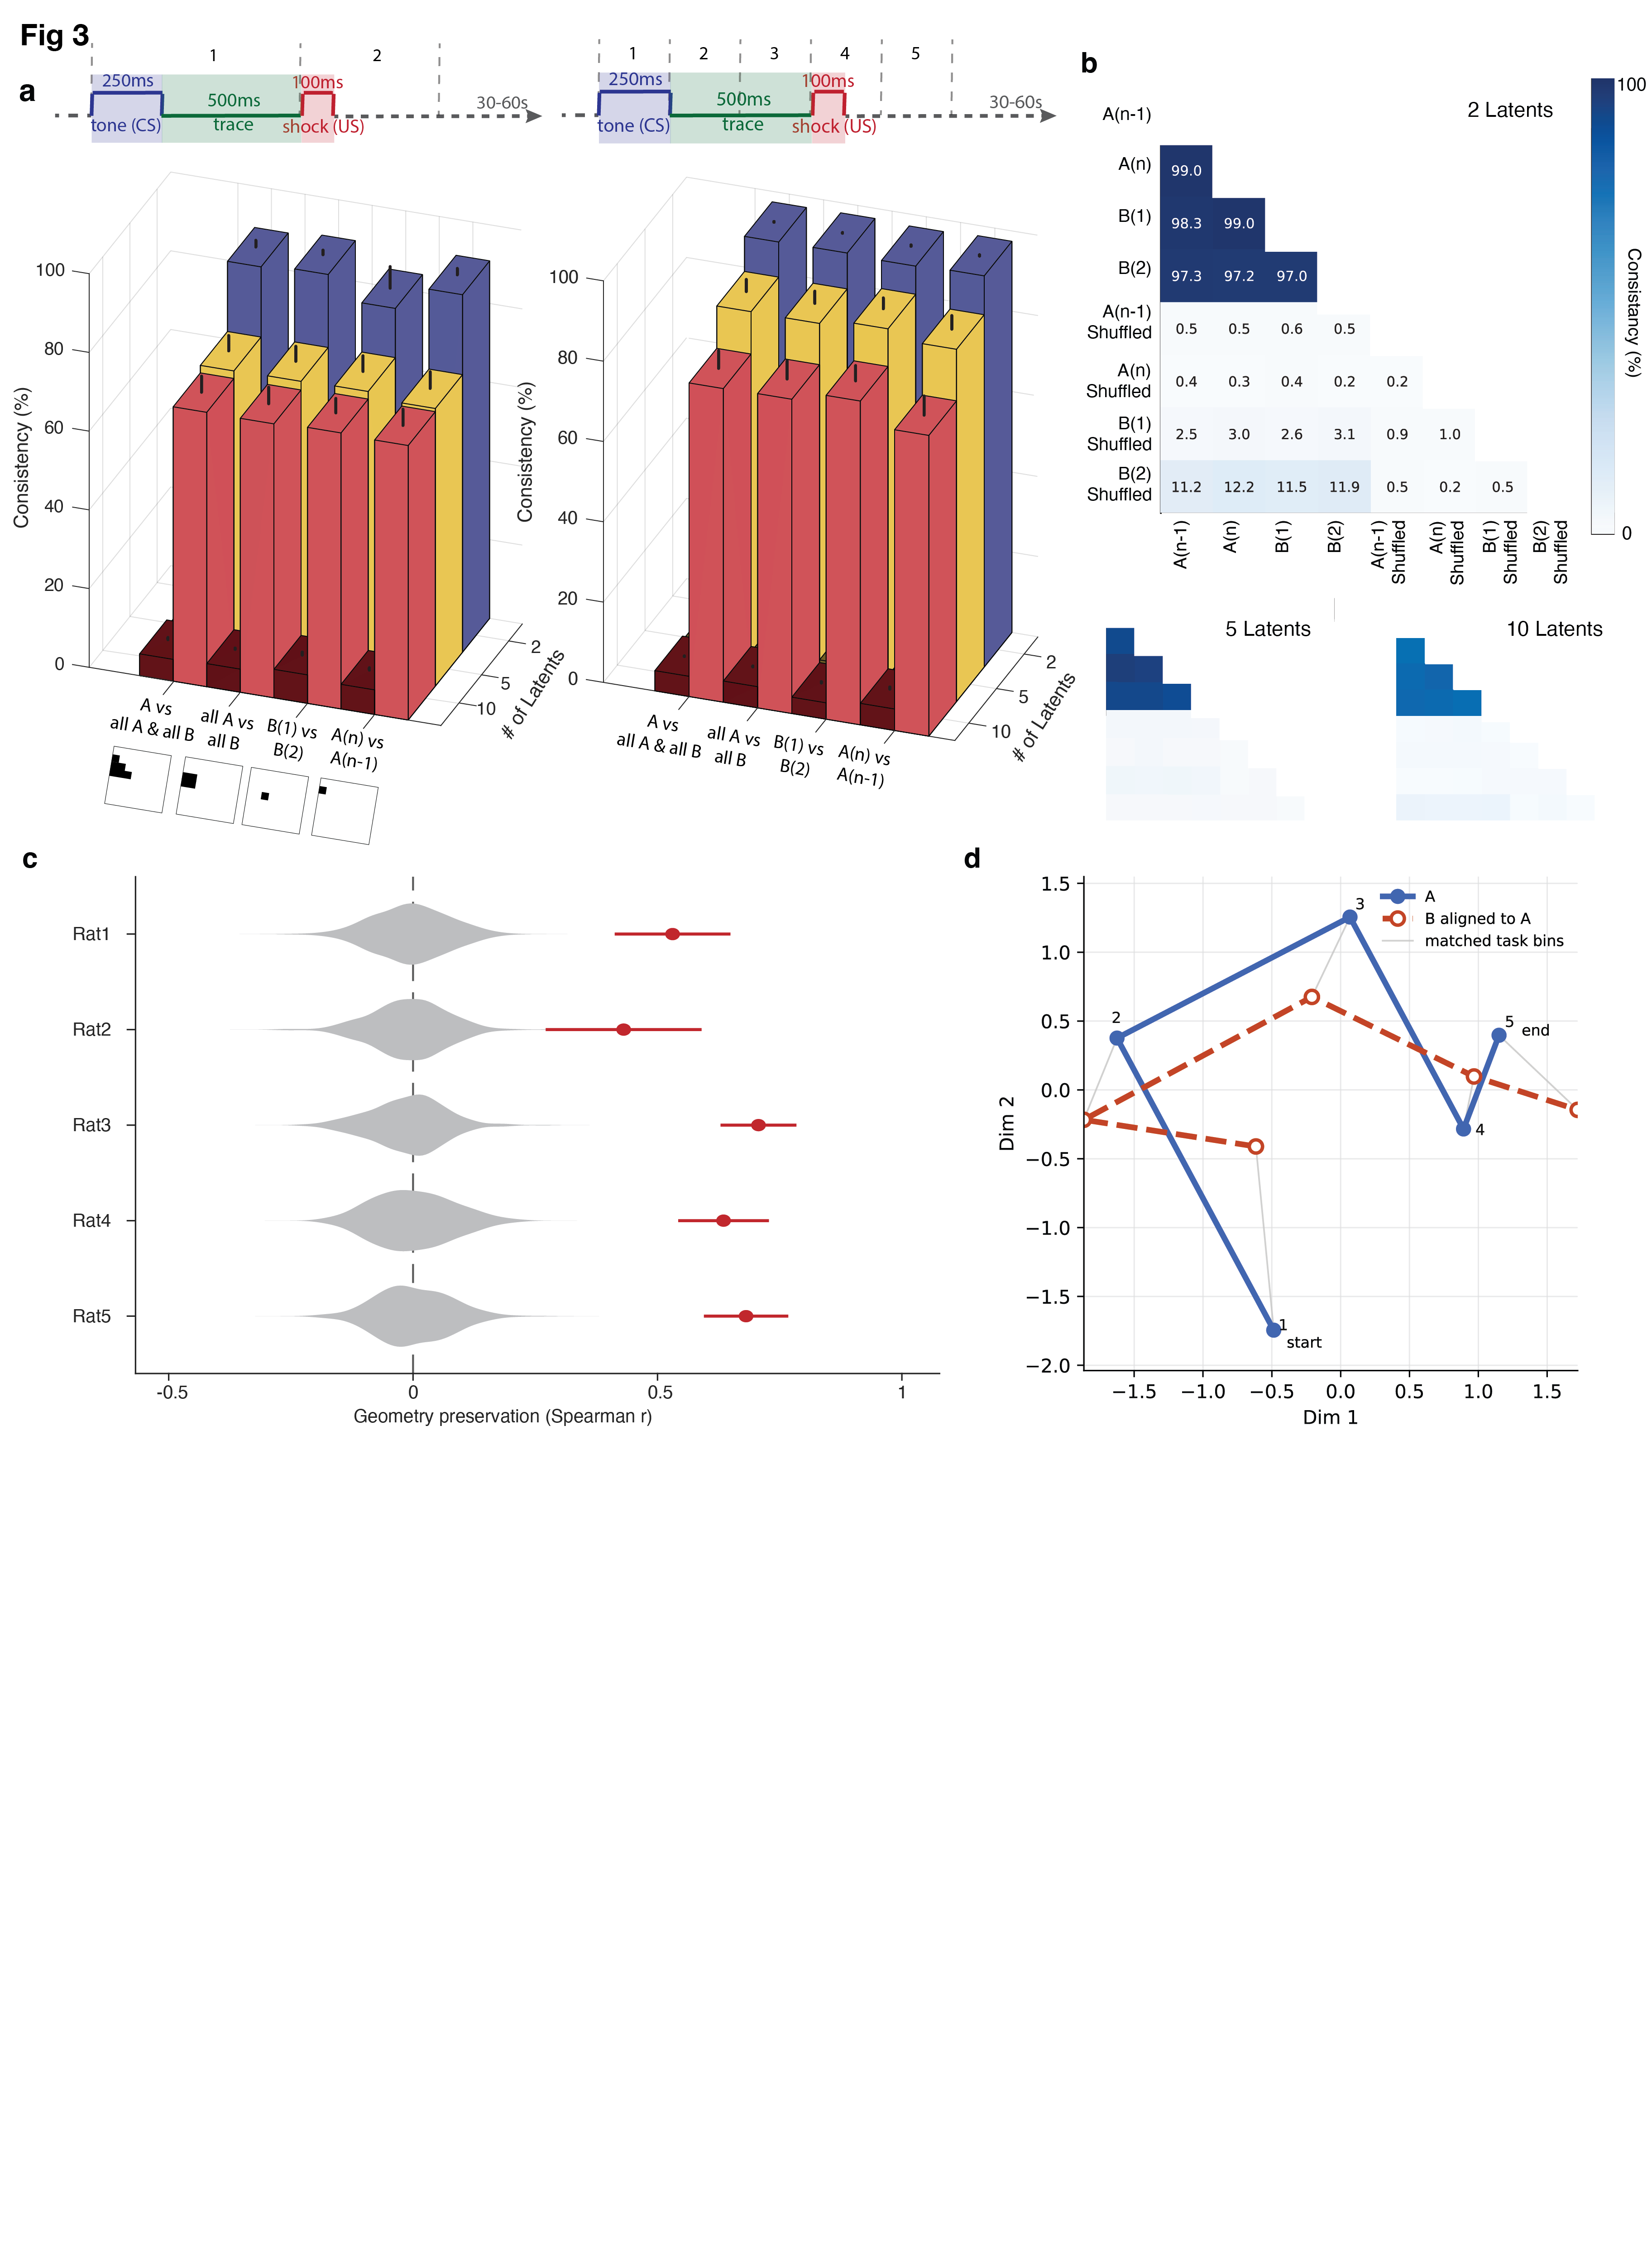 Fig 3
a
1
2
250ms
500ms
100ms
30-60s
tone (CS)
trace
shock (US)
1
2
3
4
5
250ms
500ms
100ms
30-60s
tone (CS)
trace
shock (US)
Consistency (%)
100
80
60
40
20
0
2
5
10
# of Latents
A vs
all A & all B
all A vs
all B
B(1) vs
B(2)
A(n) vs
A(n-1)
Consistency (%)
100
80
60
40
20
0
2
5
10
# of Latents
A vs
all A & all B
all A vs
all B
B(1) vs
B(2)
A(n) vs
A(n-1)
b
2 Latents
A(n-1)
A(n)
99.0
B(1)
98.3 99.0
B(2)
97.3 97.2 97.0
A(n-1)
Shuffled
0.5 0.5 0.6 0.5
A(n)
Shuffled
0.4 0.3 0.4 0.2 0.2
B(1)
Shuffled
2.5 3.0 2.6 3.1 0.9 1.0
B(2)
Shuffled
11.2 12.2 11.5 11.9 0.5 0.2 0.5
A(n-1)
A(n)
B(1)
B(2)
A(n-1)
Shuffled
A(n)
Shuffled
B(1)
Shuffled
B(2)
Shuffled
100
0
Consistancy (%)
5 Latents
10 Latents
c
Rat1
Rat2
Rat3
Rat4
Rat5
-0.5
0
0.5
1
Geometry preservation (Spearman r)
d
A
B aligned to A
matched task bins
1.5
1.0
0.5
0.0
−0.5
−1.0
−1.5
−2.0
Dim 2
3
2
5 end
4
1
start
−1.5
−1.0
−0.5
0.0
0.5
1.0
1.5
Dim 1